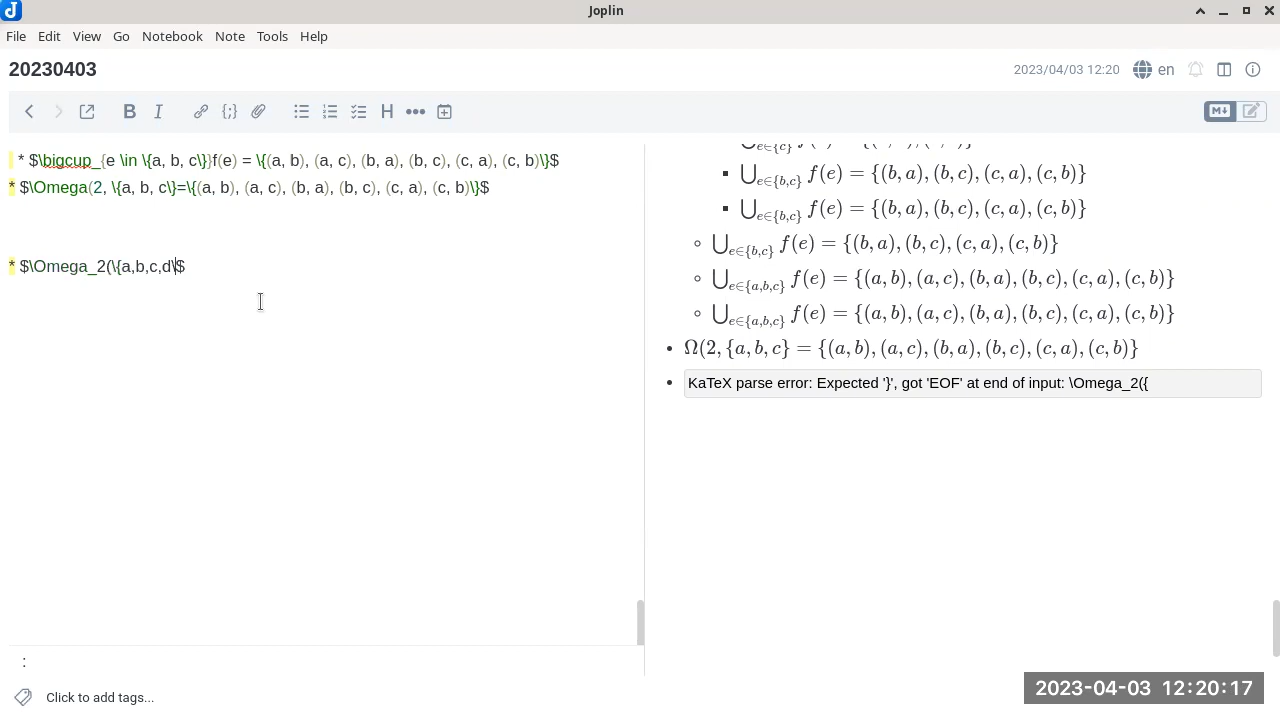 Joplin
File Edit View Go Notebook Note Tools Help
20230403
2023/04/03 12:20 en
B I H M↓
* $\bigcup_{e \in \{a, b, c\}}f(e) = \{(a, b), (a, c), (b, a), (b, c), (c, a), (c, b)\}$
* $\Omega(2, \{a, b, c\}=\{(a, b), (a, c), (b, a), (b, c), (c, a), (c, b)\}$
* $\Omega_2(\{a,b,c,d\$
:
Click to add tags...
⋃e∈{b,c} f(e) = {(b, a), (b, c), (c, a), (c, b)}
⋃e∈{b,c} f(e) = {(b, a), (b, c), (c, a), (c, b)}
⋃e∈{b,c} f(e) = {(b, a), (b, c), (c, a), (c, b)}
⋃e∈{a,b,c} f(e) = {(a, b), (a, c), (b, a), (b, c), (c, a), (c, b)}
⋃e∈{a,b,c} f(e) = {(a, b), (a, c), (b, a), (b, c), (c, a), (c, b)}
Ω(2, {a, b, c} = {(a, b), (a, c), (b, a), (b, c), (c, a), (c, b)}
KaTeX parse error: Expected '}', got 'EOF' at end of input: \Omega_2({
2023-04-03 12:20:17